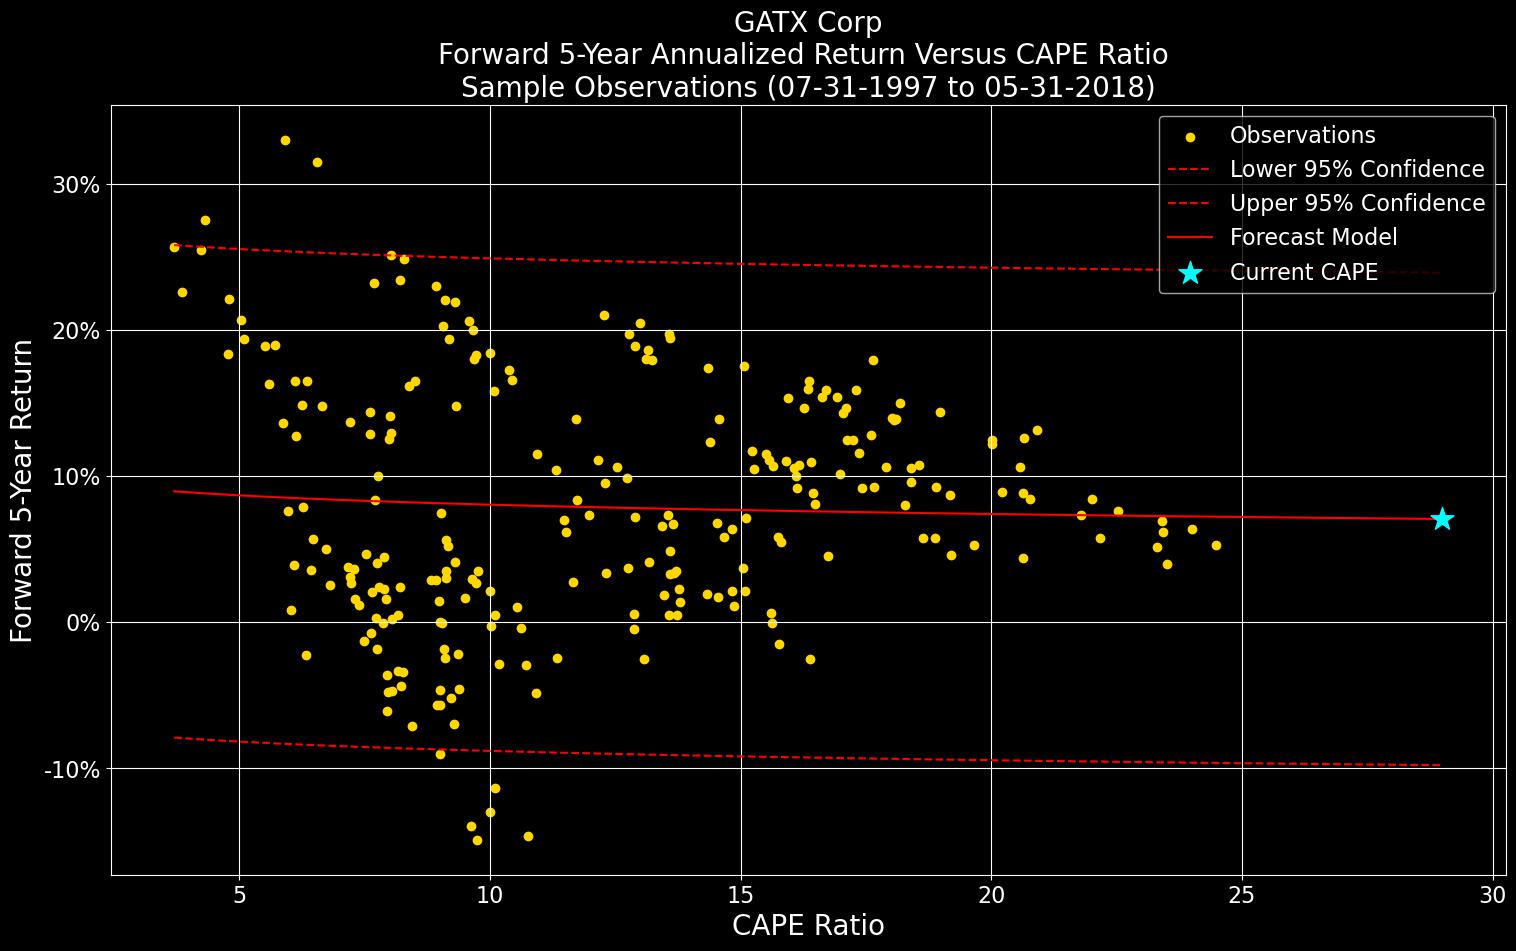 GATX Corp
Forward 5-Year Annualized Return Versus CAPE Ratio
Sample Observations (07-31-1997 to 05-31-2018)
Observations
Lower 95% Confidence
Upper 95% Confidence
Forecast Model
Current CAPE
Forward 5-Year Return
30%
20%
10%
0%
-10%
5
10
15
20
25
30
CAPE Ratio